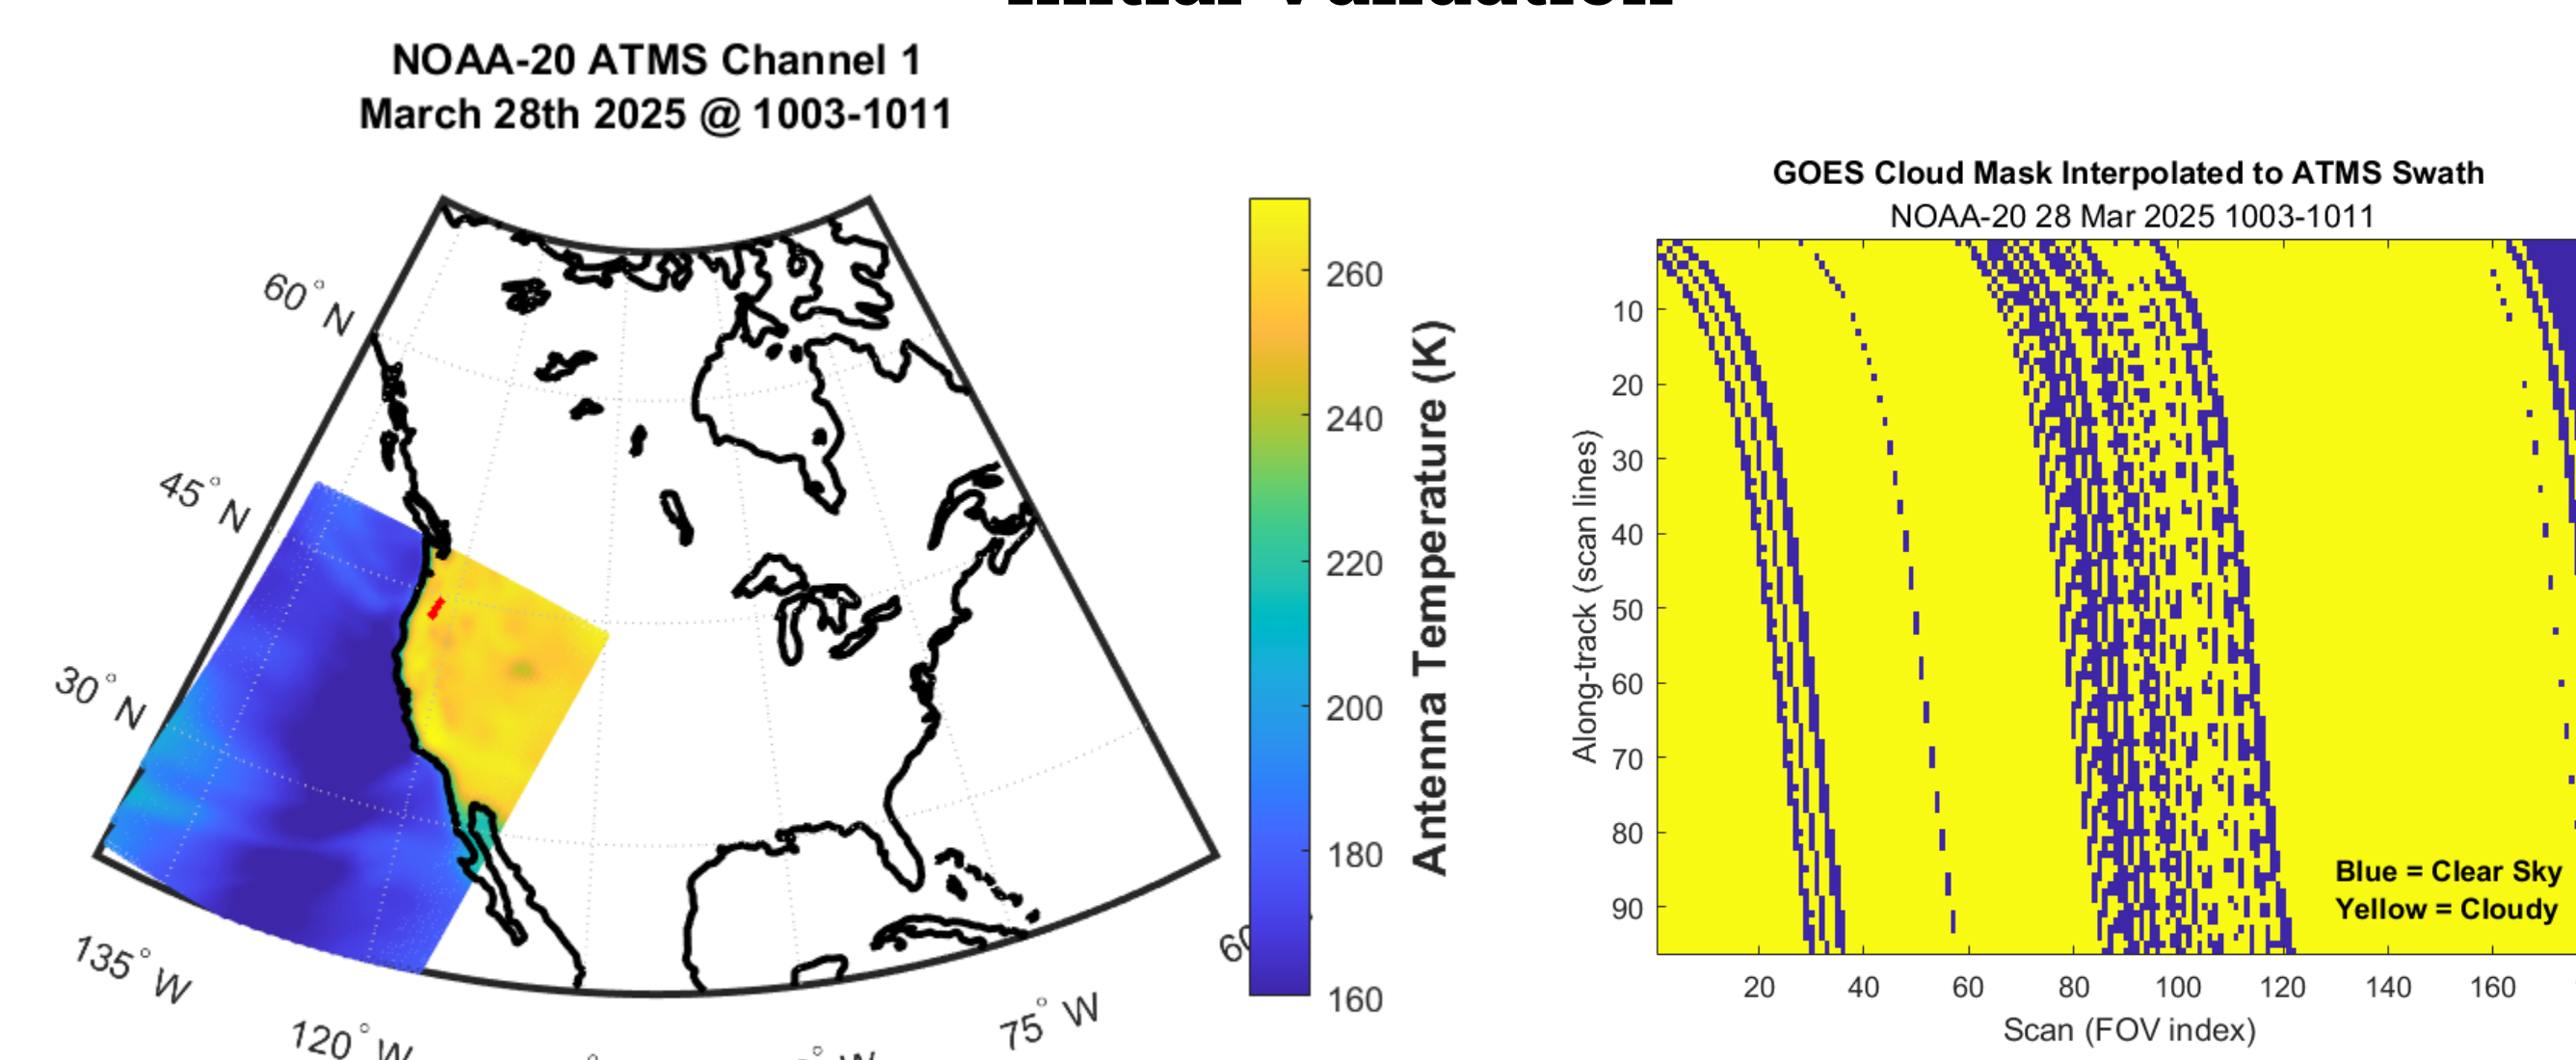 Initial Validation
NOAA-20 ATMS Channel 1
March 28th 2025 @ 1003-1011
60° N
45° N
30° N
135° W
120° W
75° W
60
260
240
220
200
180
160
Antenna Temperature (K)
GOES Cloud Mask Interpolated to ATMS Swath
NOAA-20 28 Mar 2025 1003-1011
Along-track (scan lines)
10
20
30
40
50
60
70
80
90
Blue = Clear Sky
Yellow = Cloudy
20 40 60 80 100 120 140 160
Scan (FOV index)